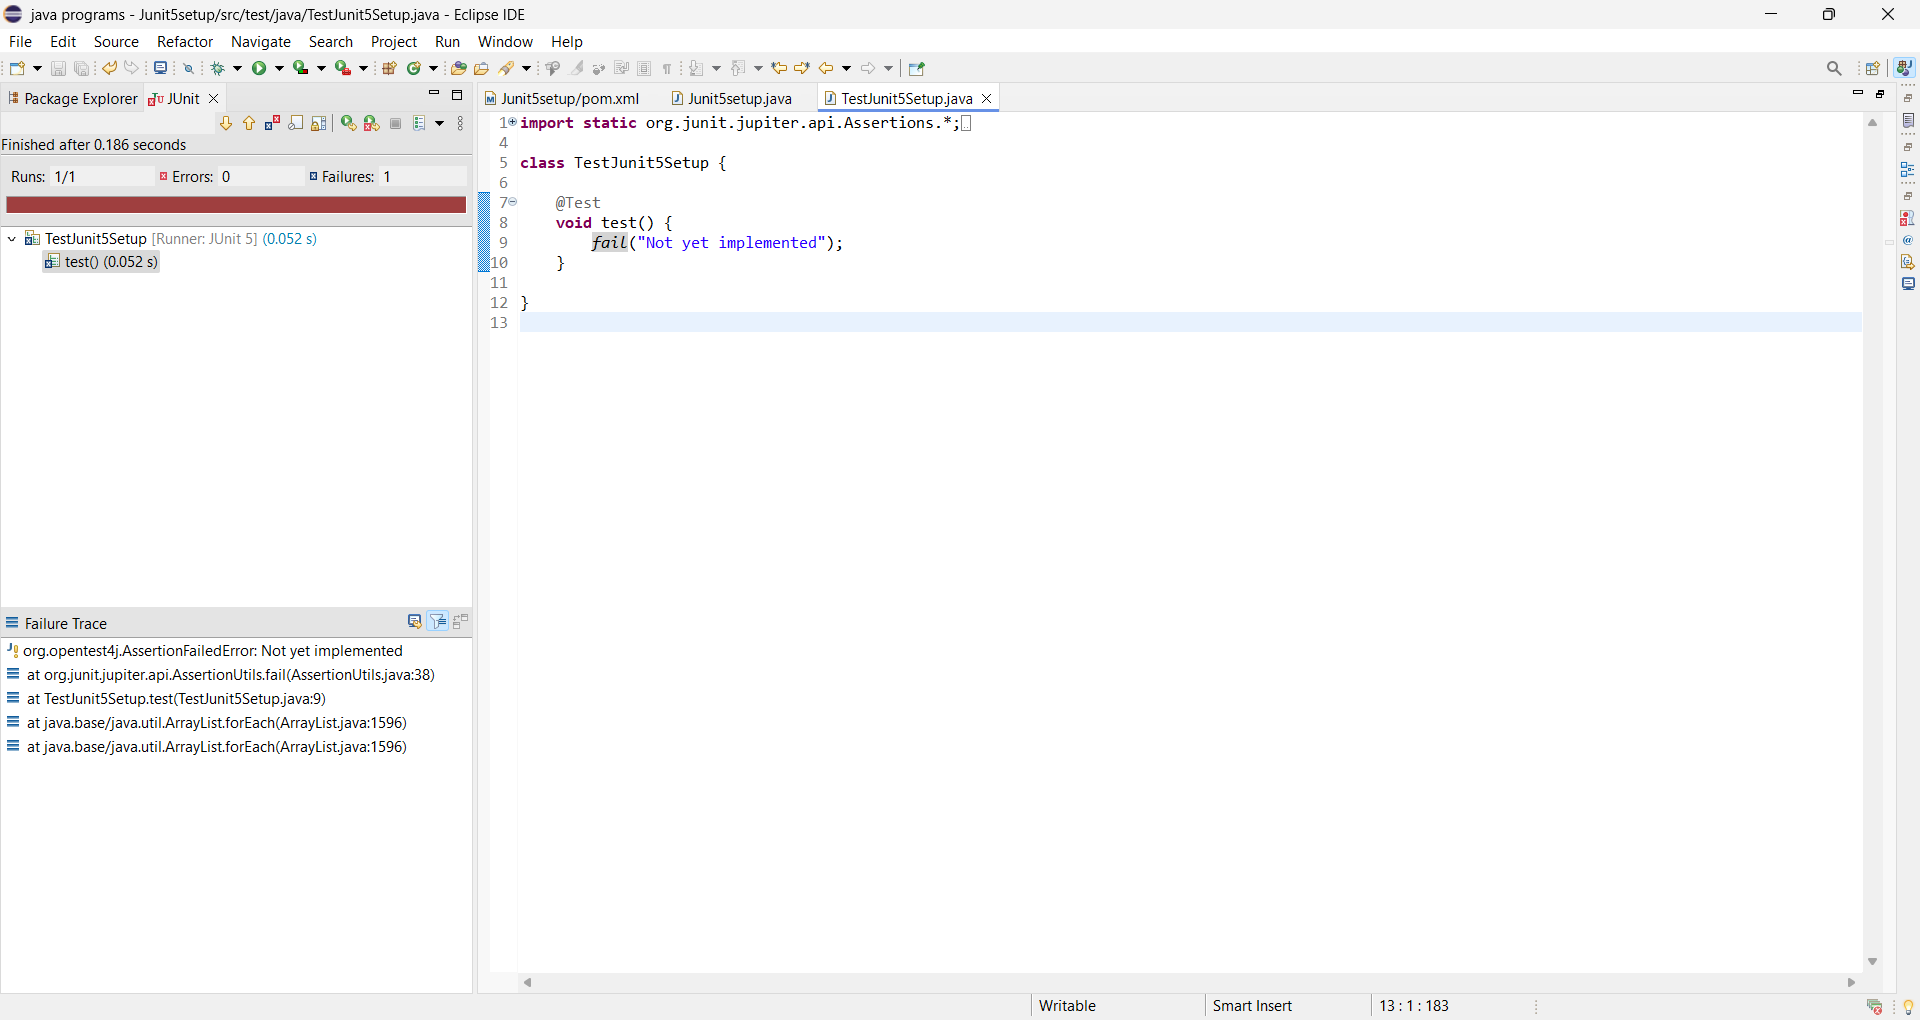 java programs - Junit5setup/src/test/java/TestJunit5Setup.java - Eclipse IDE
File Edit Source Refactor Navigate Search Project Run Window Help
Package Explorer JUnit
Finished after 0.186 seconds
Runs: 1/1 Errors: 0 Failures: 1
TestJunit5Setup [Runner: JUnit 5] (0.052 s)
test() (0.052 s)
Failure Trace
org.opentest4j.AssertionFailedError: Not yet implemented
at org.junit.jupiter.api.AssertionUtils.fail(AssertionUtils.java:38)
at TestJunit5Setup.test(TestJunit5Setup.java:9)
at java.base/java.util.ArrayList.forEach(ArrayList.java:1596)
at java.base/java.util.ArrayList.forEach(ArrayList.java:1596)
Junit5setup/pom.xml Junit5setup.java TestJunit5Setup.java
1 import static org.junit.jupiter.api.Assertions.*;
4
5 class TestJunit5Setup {
6
7 @Test
8 void test() {
9 fail("Not yet implemented");
10 }
11
12 }
13
Writable Smart Insert 13 : 1 : 183